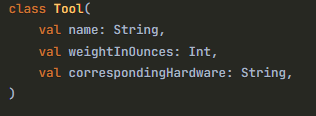 class Tool(
    val name: String,
    val weightInOunces: Int,
    val correspondingHardware: String,
)